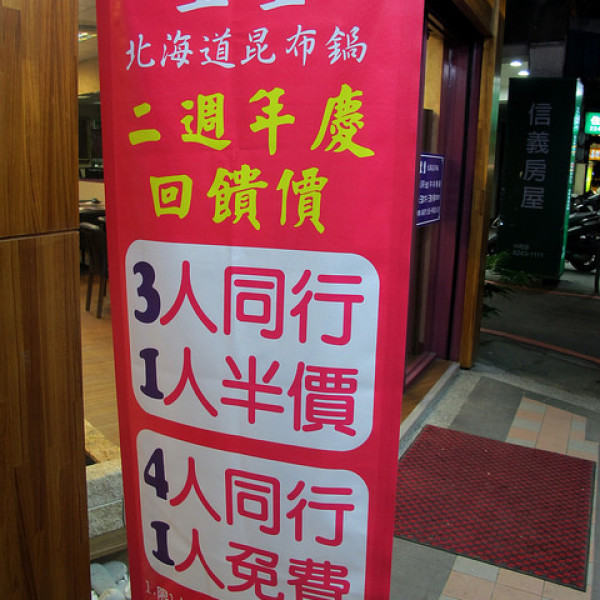 北海道昆布鍋
二週年慶
回饋價
3人同行
1人半價
4人同行
1人免費
信義房屋